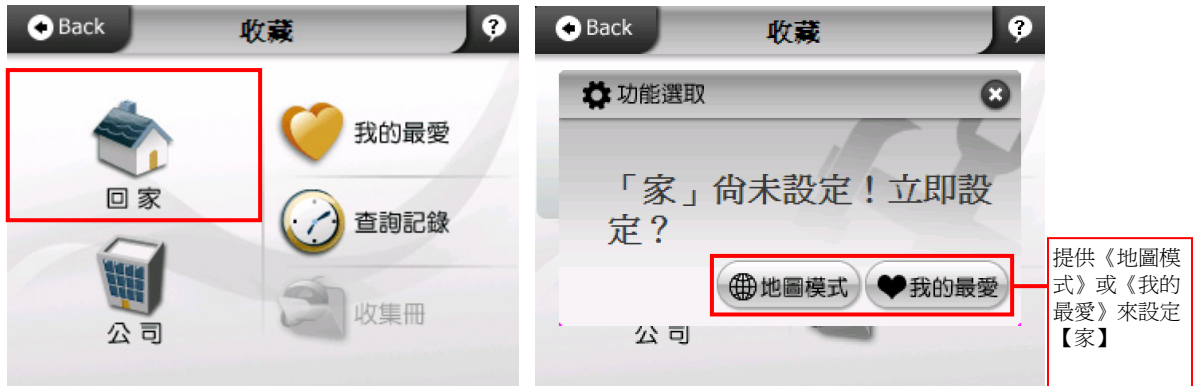 Back
收藏
?
回家
我的最愛
查詢記錄
公司
收集冊
Back
收藏
?
功能選取
「家」尚未設定！立即設
定？
地圖模式
我的最愛
公司
提供《地圖模
式》或《我的
最愛》來設定
【家】